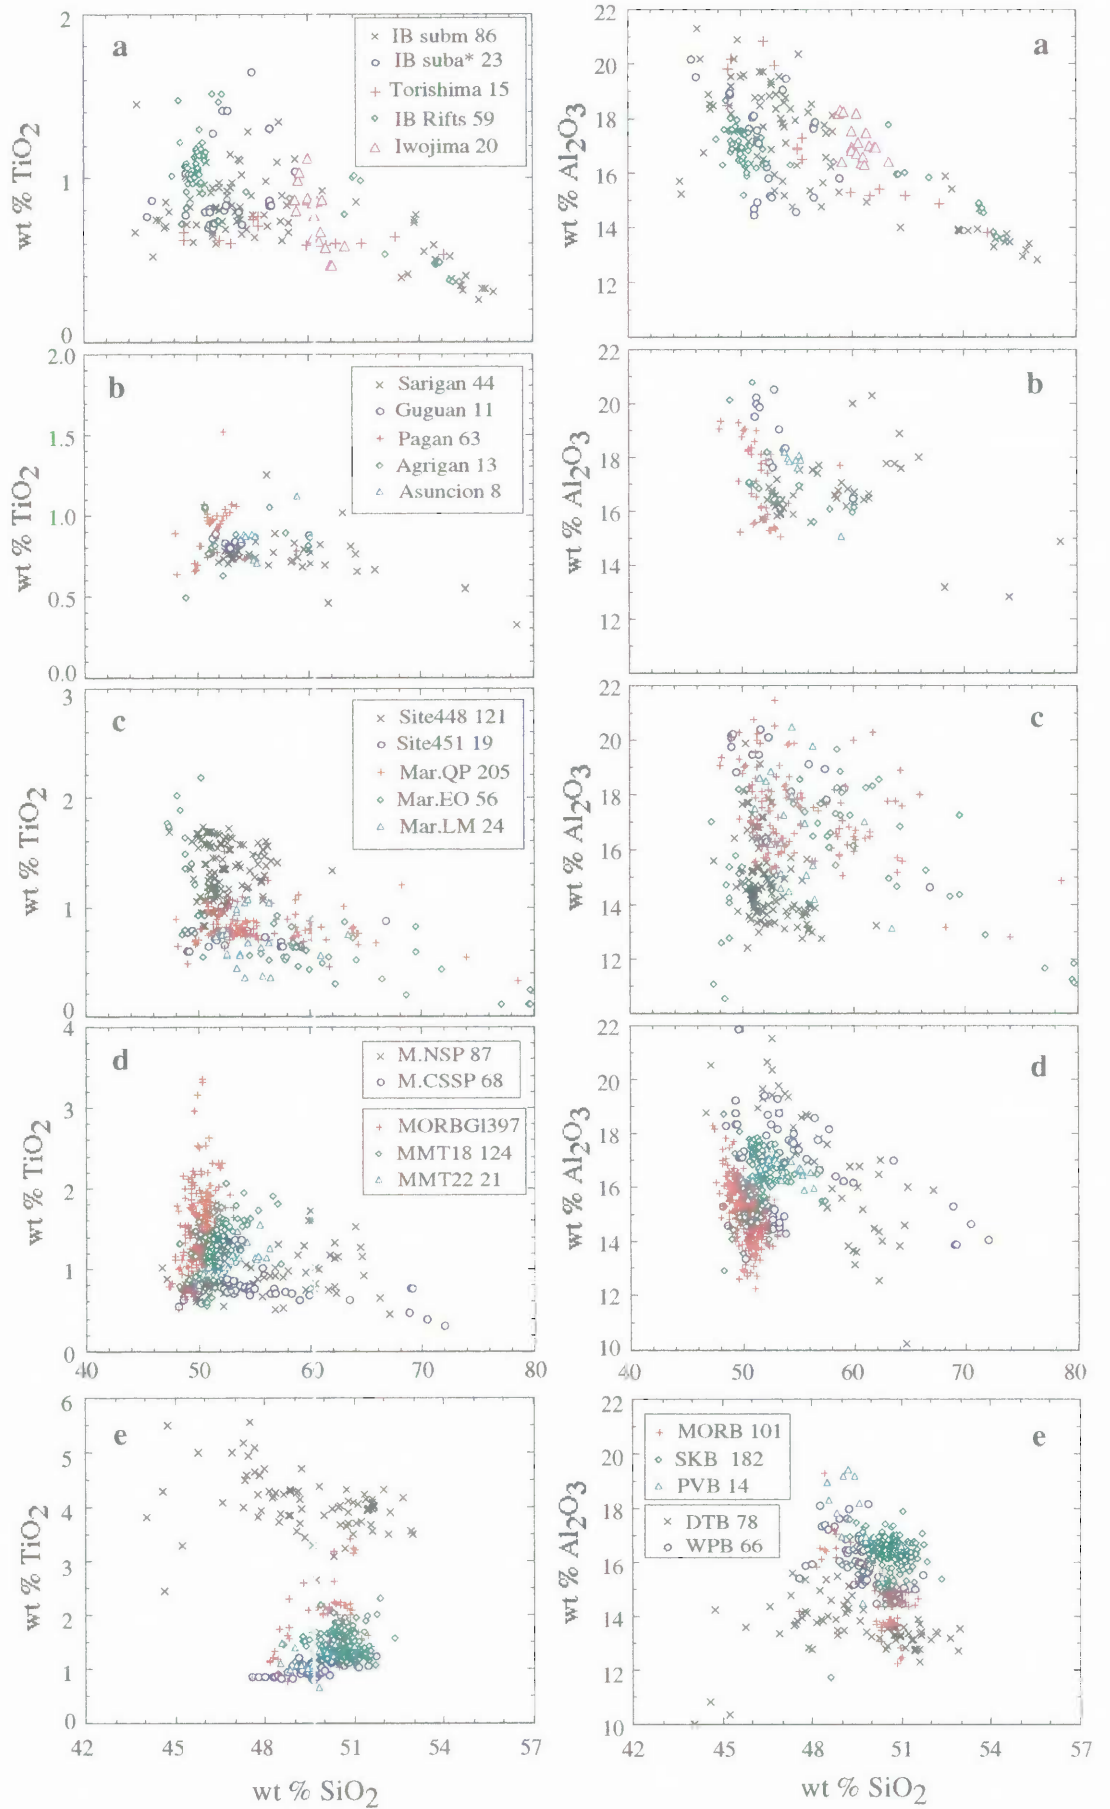 2
a
× IB subm 86
o IB suba* 23
+ Torishima 15
◇ IB Rifts 59
△ Iwojima 20
wt % TiO2
1
0
22
a
20
18
16
14
12
wt % Al2O3
2.0
b
× Sarigan 44
o Guguan 11
+ Pagan 63
◇ Agrigan 13
△ Asuncion 8
1.5
1.0
0.5
0.0
wt % TiO2
22
b
20
18
16
14
12
wt % Al2O3
3
c
× Site448 121
o Site451 19
+ Mar.QP 205
◇ Mar.EO 56
△ Mar.LM 24
2
1
0
wt % TiO2
22
c
20
18
16
14
12
wt % Al2O3
4
d
× M.NSP 87
o M.CSSP 68
+ MORBGl397
◇ MMT18 124
△ MMT22 21
3
2
1
0
wt % TiO2
40 50 60 70 80
22
d
20
18
16
14
12
10
wt % Al2O3
40 50 60 70 80
6
e
5
4
3
2
1
0
wt % TiO2
42 45 48 51 54 57
wt % SiO2
22
e
+ MORB 101
◇ SKB 182
△ PVB 14
× DTB 78
o WPB 66
20
18
16
14
12
10
wt % Al2O3
42 45 48 51 54 57
wt % SiO2